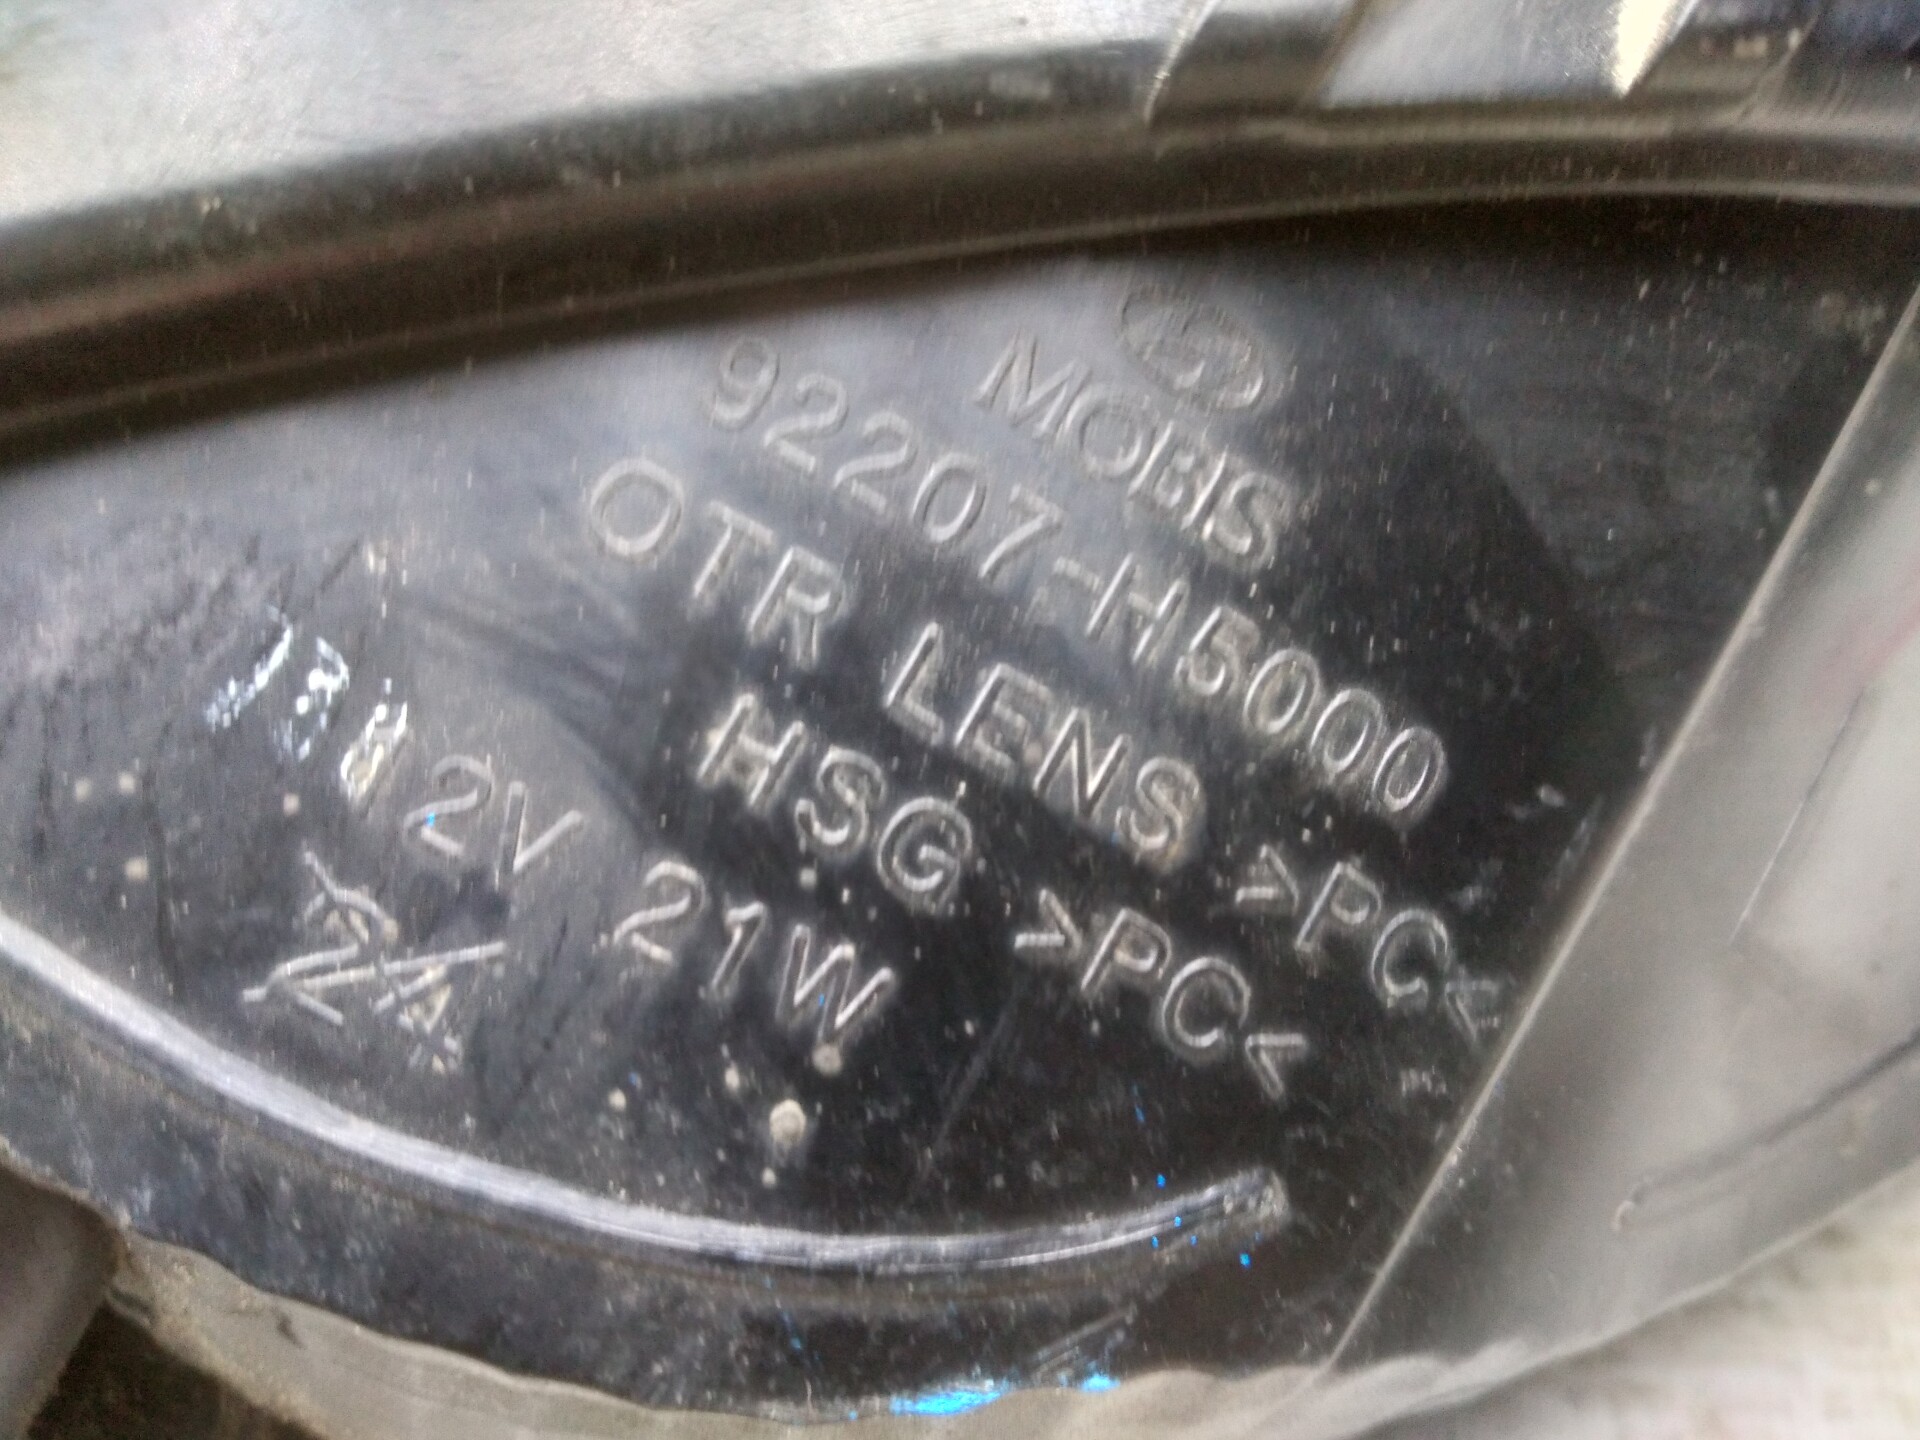 MOBIS
92207-H5000
OTR LENS >PC<
HSG >PC<
12V 21W